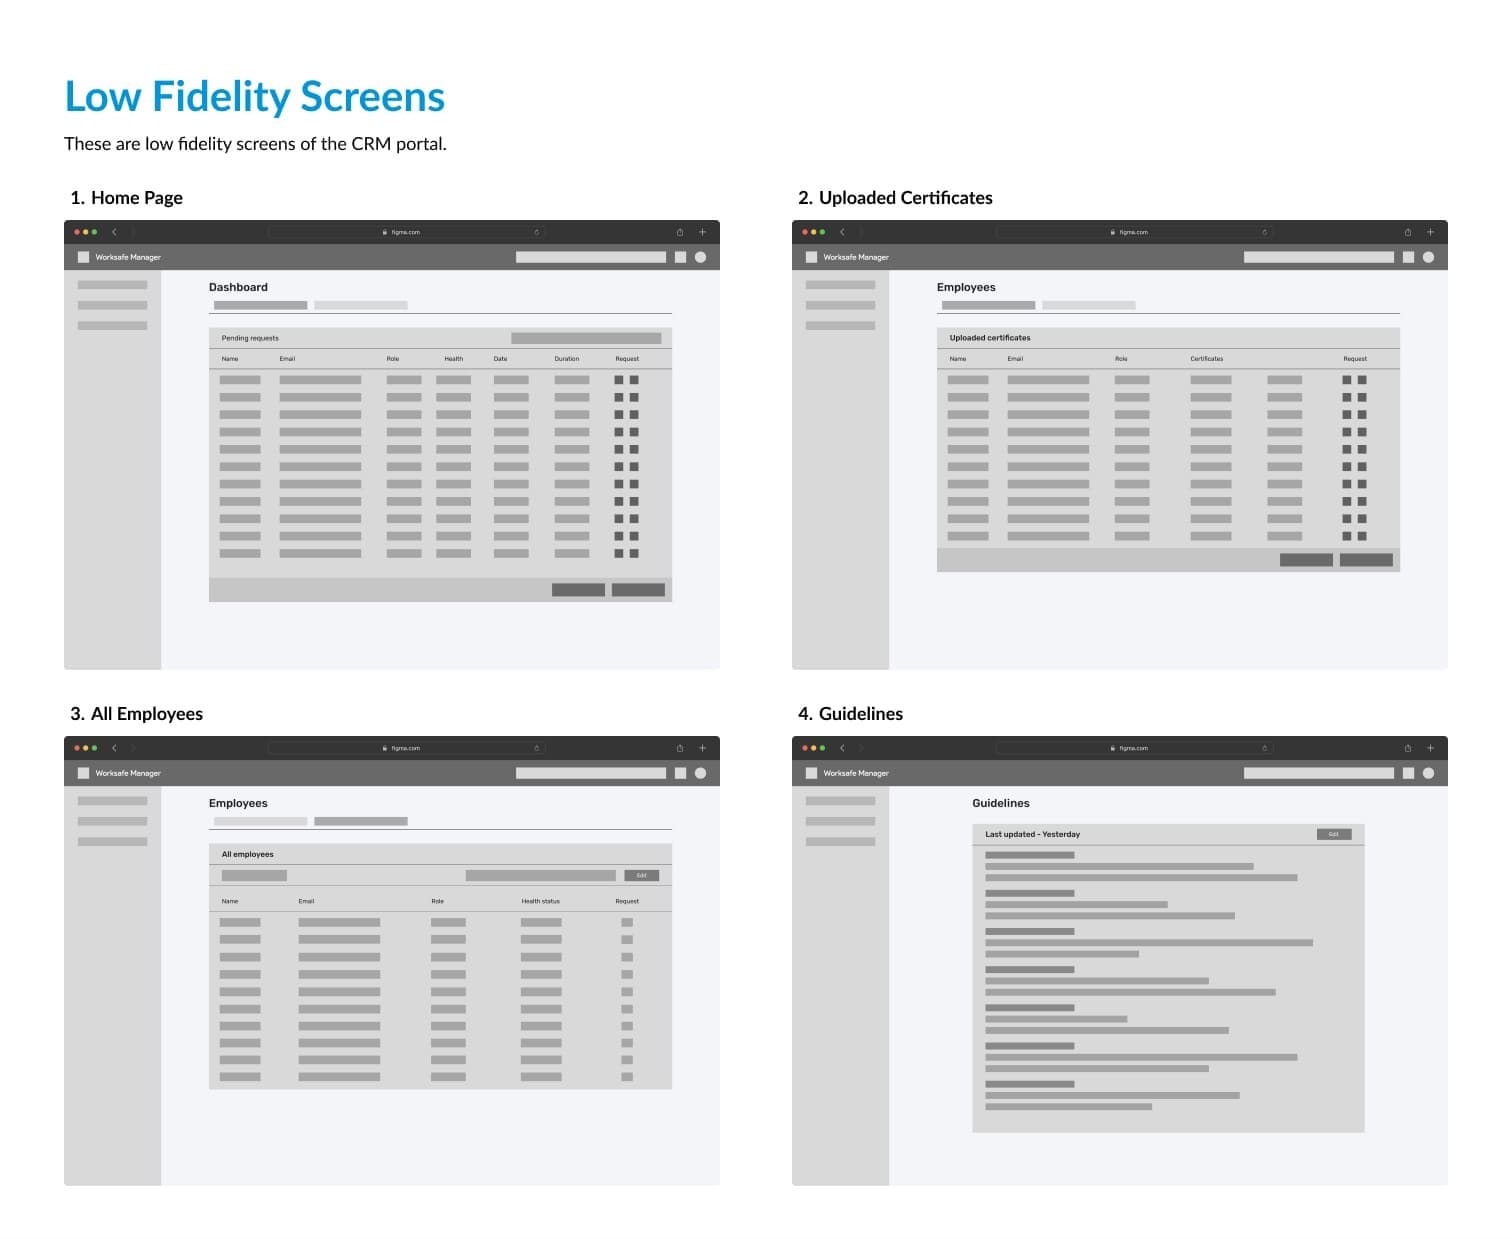 Low Fidelity Screens
These are low fidelity screens of the CRM portal.
1. Home Page
figma.com
Worksafe Manager
Dashboard
Pending requests
Name Email Role Health Date Duration Request
2. Uploaded Certificates
figma.com
Worksafe Manager
Employees
Uploaded certificates
Name Email Role Certificates Request
3. All Employees
figma.com
Worksafe Manager
Employees
All employees
Edit
Name Email Role Health status Request
4. Guidelines
figma.com
Worksafe Manager
Guidelines
Last updated - Yesterday Edit